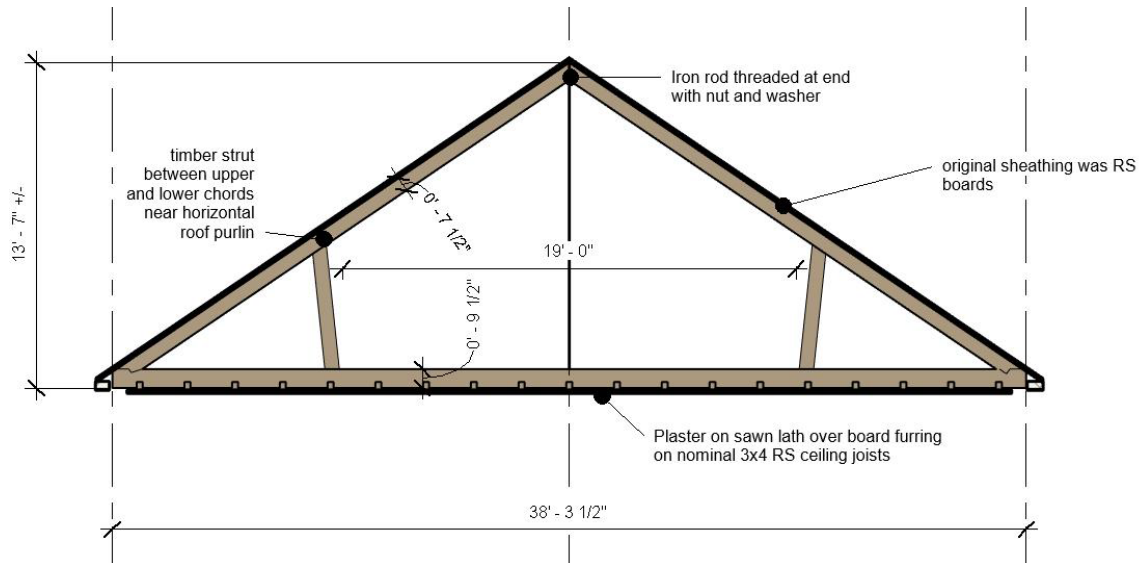 Iron rod threaded at end
with nut and washer
timber strut
between upper
and lower chords
near horizontal
roof purlin
original sheathing was RS
boards
13' - 7" +/-
0' - 7 1/2"
19' - 0"
0' - 9 1/2"
Plaster on sawn lath over board furring
on nominal 3x4 RS ceiling joists
38' - 3 1/2"